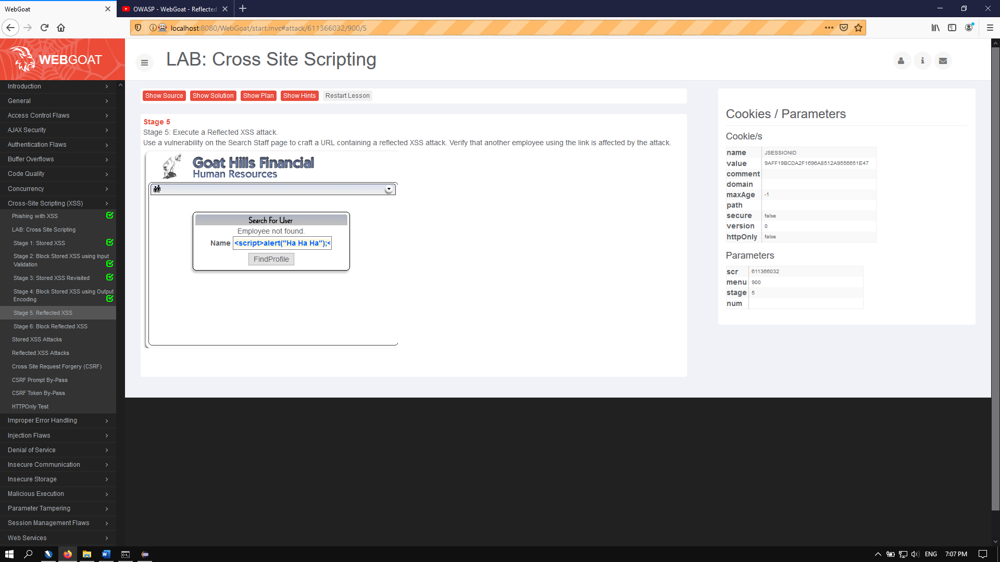 WebGoat
OWASP - WebGoat - Reflected
localhost:8080/WebGoat/start.mvc#attack/611366032/900/5
WEBGOAT
LAB: Cross Site Scripting
Introduction
General
Access Control Flaws
AJAX Security
Authentication Flaws
Buffer Overflows
Code Quality
Concurrency
Cross-Site Scripting (XSS)
Phishing with XSS
LAB: Cross Site Scripting
Stage 1: Stored XSS
Stage 2: Block Stored XSS using Input
Validation
Stage 3: Stored XSS Revisited
Stage 4: Block Stored XSS using Output
Encoding
Stage 5: Reflected XSS
Stage 6: Block Reflected XSS
Stored XSS Attacks
Reflected XSS Attacks
Cross Site Request Forgery (CSRF)
CSRF Prompt By-Pass
CSRF Token By-Pass
HTTPOnly Test
Improper Error Handling
Injection Flaws
Denial of Service
Insecure Communication
Insecure Storage
Malicious Execution
Parameter Tampering
Session Management Flaws
Web Services
Show Source Show Solution Show Plan Show Hints Restart Lesson
Stage 5
Stage 5: Execute a Reflected XSS attack.
Use a vulnerability on the Search Staff page to craft a URL containing a reflected XSS attack. Verify that another employee using the link is affected by the attack.
Goat Hills Financial
Human Resources
Search For User
Employee not found.
Name <script>alert("Ha Ha Ha");<
FindProfile
Cookies / Parameters
Cookie/s
name JSESSIONID
value 9AFF19BCDA2F1696A8512A9556651E47
comment
domain
maxAge -1
path
secure false
version 0
httpOnly false
Parameters
scr 611366032
menu 900
stage 5
num
ENG 7:07 PM